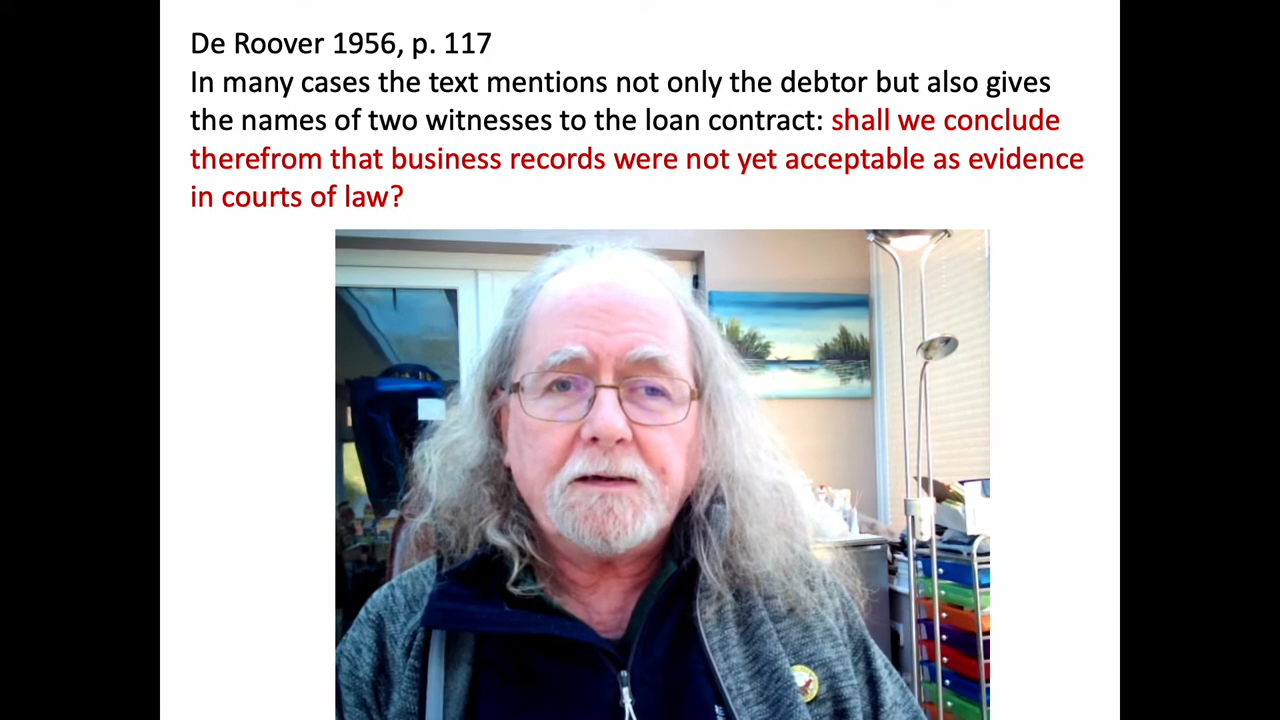 De Roover 1956, p. 117
In many cases the text mentions not only the debtor but also gives
the names of two witnesses to the loan contract: shall we conclude
therefrom that business records were not yet acceptable as evidence
in courts of law?